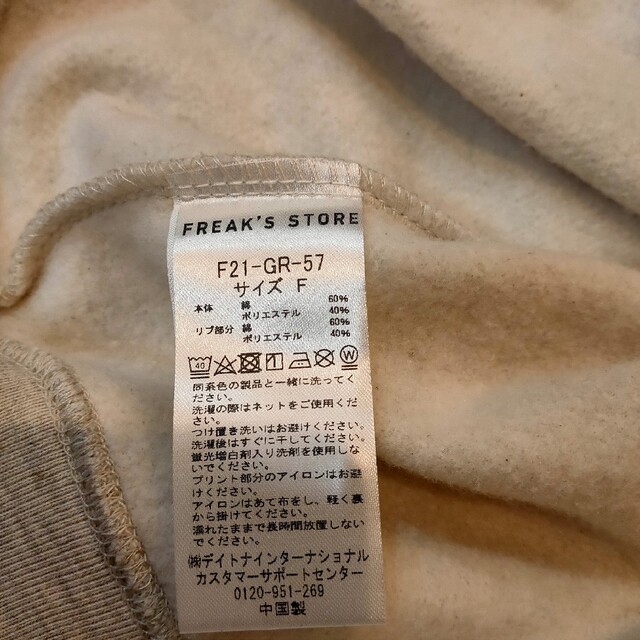 FREAK'S STORE
F21-GR-57
サイズ F
本体 綿 60%
ポリエステル 40%
リブ部分 綿 60%
ポリエステル 40%
40 W
同系色の製品と一緒に洗ってく
ださい。
洗濯の際はネットをご使用くだ
さい。
つけ置き洗いはお避けください。
洗濯後はすぐに干してください。
蛍光増白剤入り洗剤を使用しな
いでください。
プリント部分のアイロンはお避
けください。
アイロンはあて布をし、軽く裏
から掛けてください。
濡れたままで長時間放置しない
でください。
㈱デイトナインターナショナル
カスタマーサポートセンター
0120-951-269
中国製